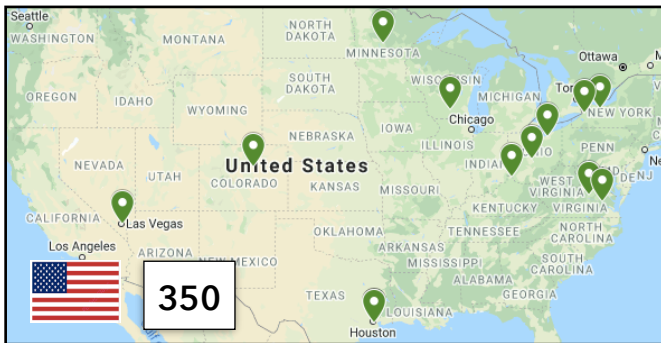 Seattle
WASHINGTON
MONTANA
NORTH
DAKOTA
MINNESOTA
Ottawa
OREGON
IDAHO
SOUTH
DAKOTA
WISCONSIN
MICHIGAN
WYOMING
NEW YORK
Chicago
NEBRASKA
IOWA
ILLINOIS
PENN
NEVADA
UTAH
United States
COLORADO
KANSAS
MISSOURI
WEST
VIRGINIA
VIRGINIA
KENTUCKY
CALIFORNIA
Las Vegas
Los Angeles
ARIZONA
NEW MEXICO
OKLAHOMA
ARKANSAS
TENNESSEE
NORTH
CAROLINA
MISSISSIPPI
SOUTH
CAROLINA
ALABAMA
GEORGIA
TEXAS
LOUISIANA
Houston
350